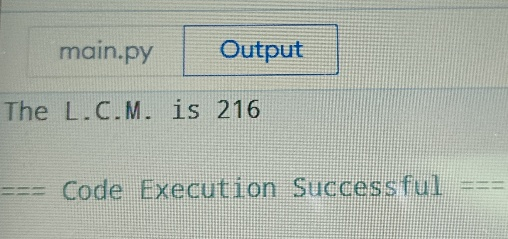 main.py Output
The L.C.M. is 216
=== Code Execution Successful ===